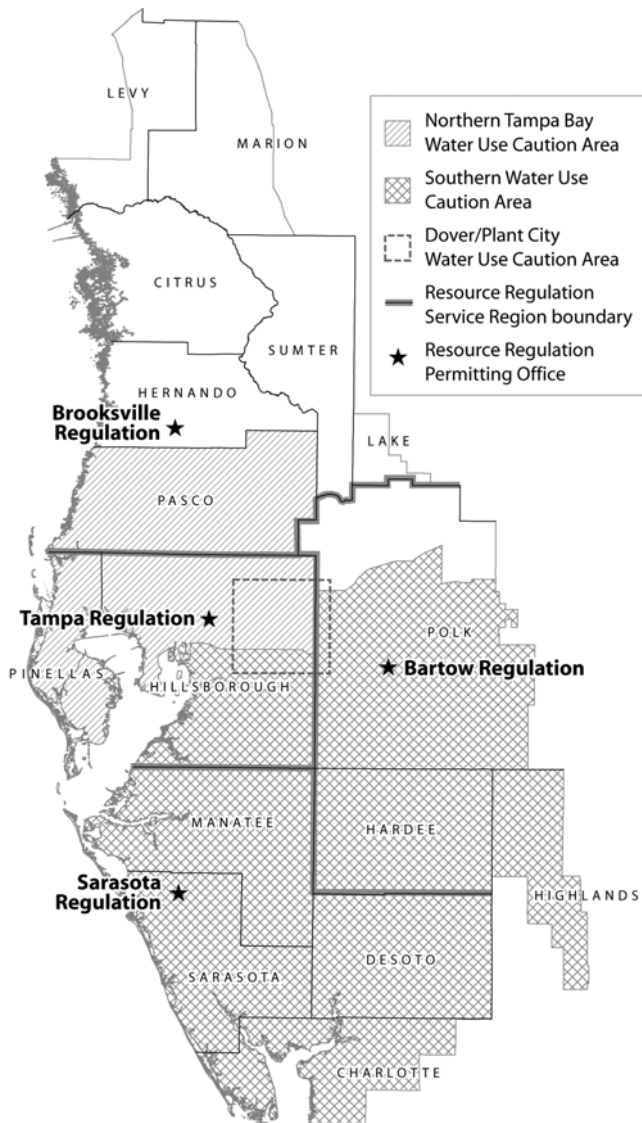 LEVY
MARION
Northern Tampa Bay
Water Use Caution Area
Southern Water Use
Caution Area
Dover/Plant City
Water Use Caution Area
Resource Regulation
Service Region boundary
Resource Regulation
Permitting Office
CITRUS
SUMTER
HERNANDO
Brooksville
Regulation
LAKE
PASCO
Tampa Regulation
POLK
Bartow Regulation
PINELLAS
HILLSBOROUGH
MANATEE
HARDEE
Sarasota
Regulation
HIGHLANDS
DESOTO
SARASOTA
CHARLOTTE